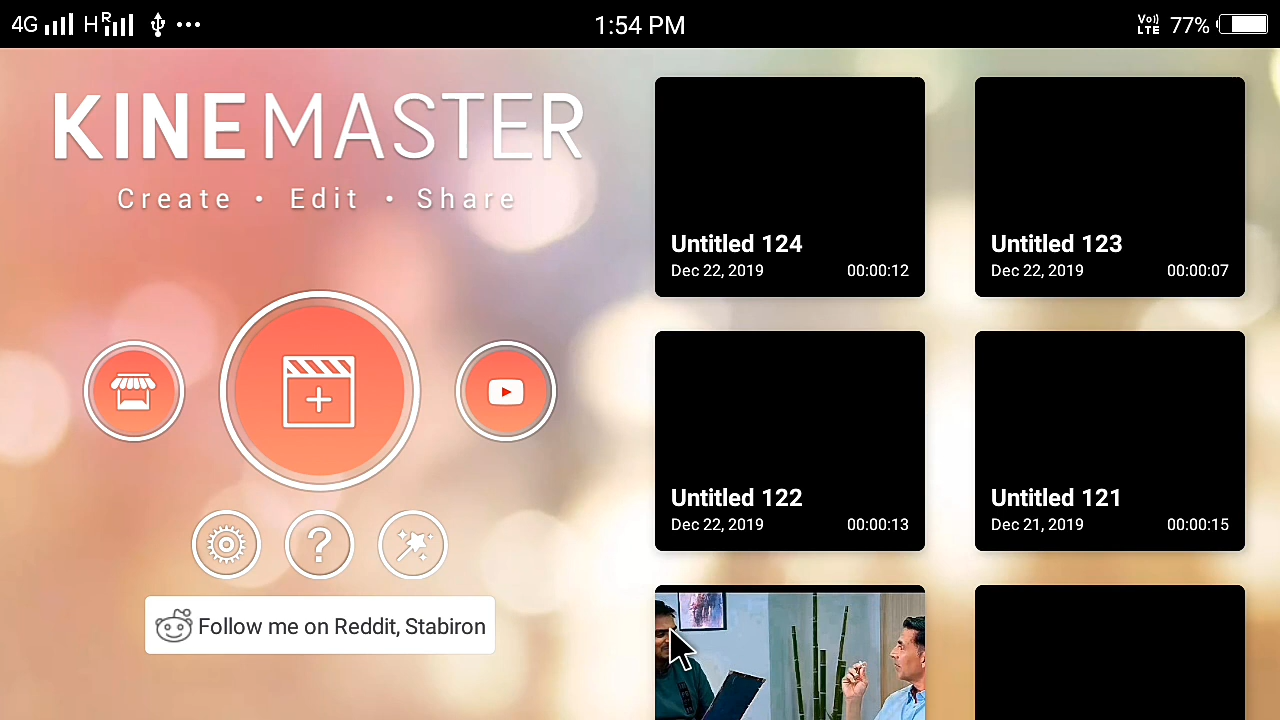 4G H R 1:54 PM Vo)) LTE 77%
KINEMASTER
Create • Edit • Share
Follow me on Reddit, Stabiron
Untitled 124
Dec 22, 2019 00:00:12
Untitled 123
Dec 22, 2019 00:00:07
Untitled 122
Dec 22, 2019 00:00:13
Untitled 121
Dec 21, 2019 00:00:15